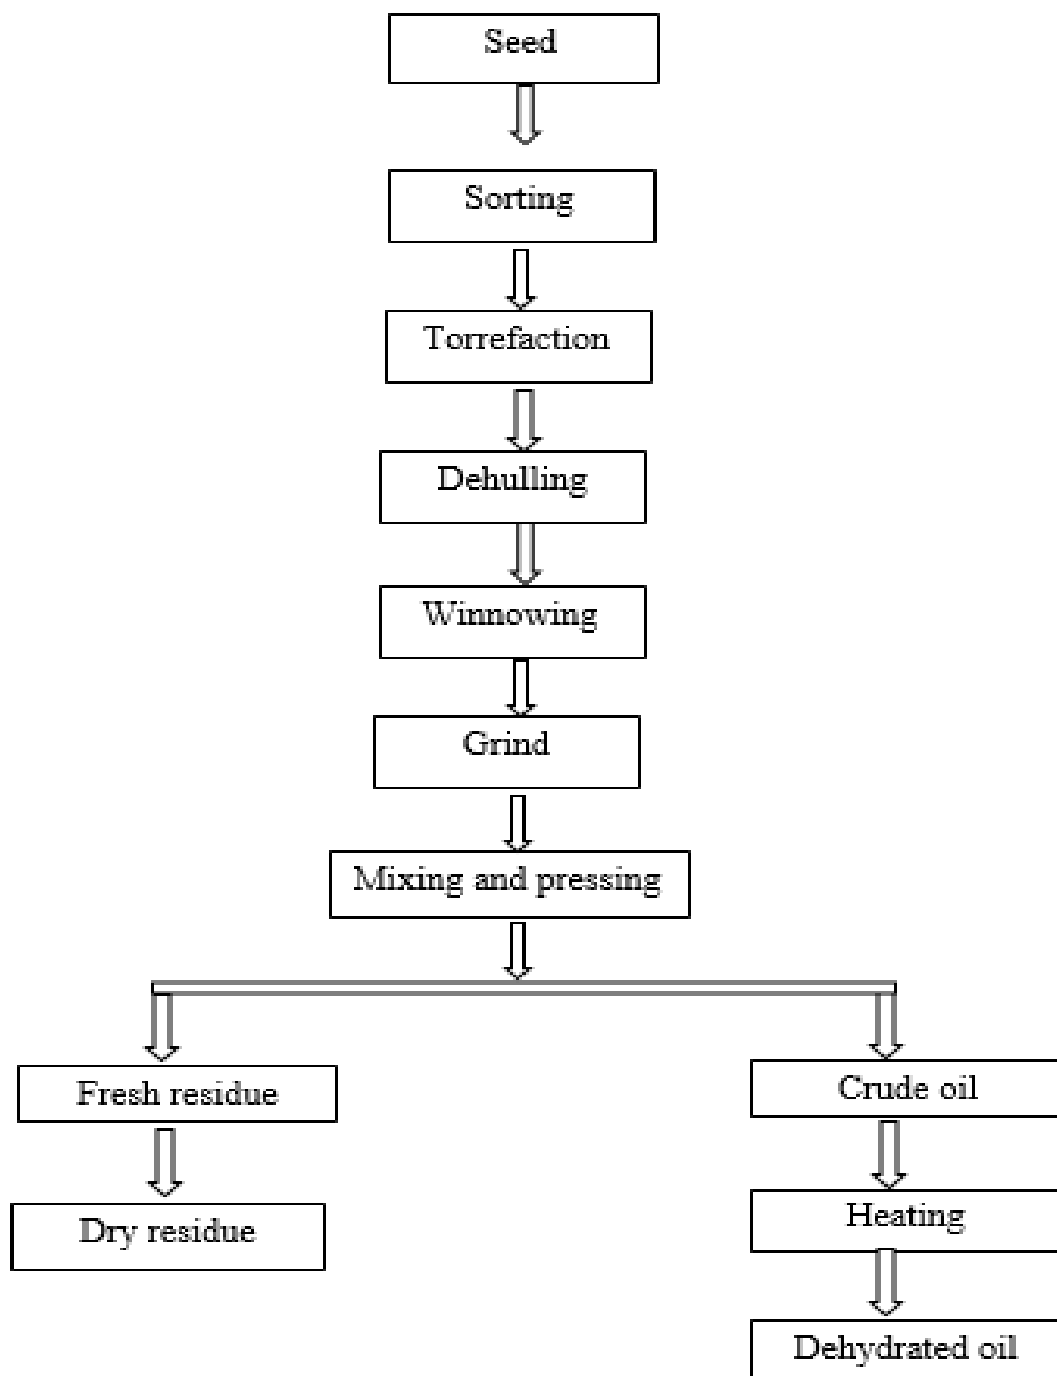 Seed
Sorting
Torrefaction
Dehulling
Winnowing
Grind
Mixing and pressing
Fresh residue
Crude oil
Dry residue
Heating
Dehydrated oil